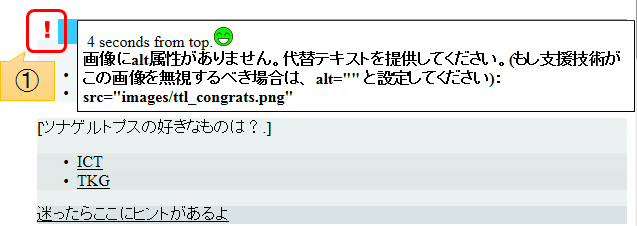 !
4 seconds from top.
画像にalt属性がありません。代替テキストを提供してください。(もし支援技術が
この画像を無視するべき場合は、alt=""と設定してください):
src="images/ttl_congrats.png"
①
[ツナゲルトプスの好きなものは？.]
• ICT
• TKG
迷ったらここにヒントがあるよ